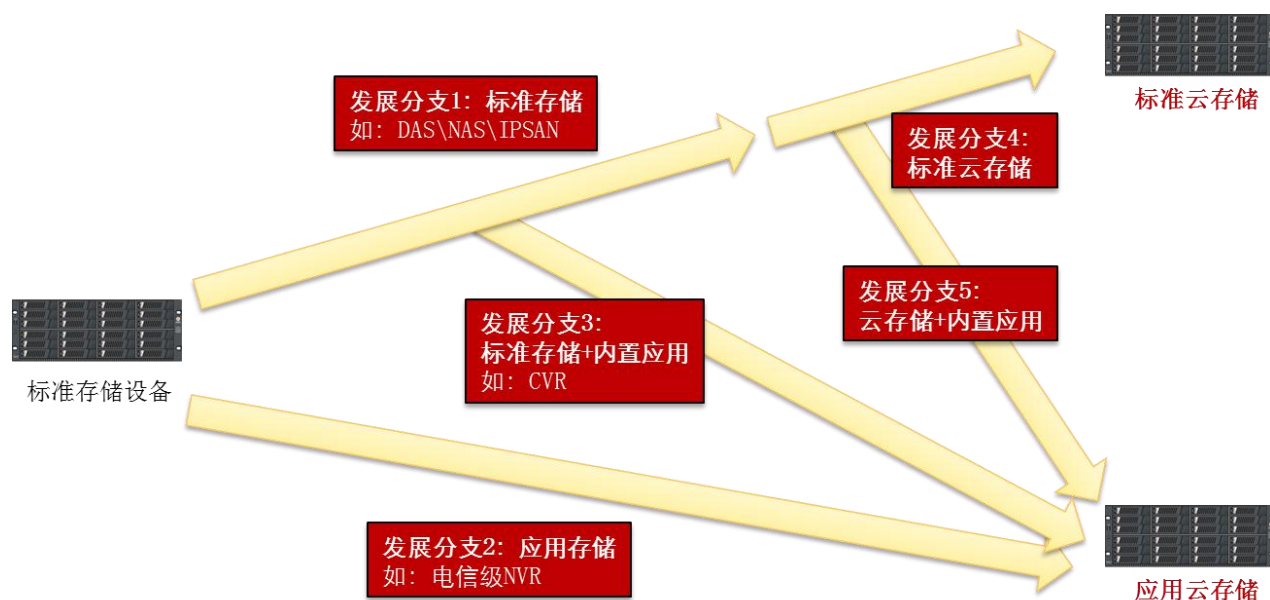 标准云存储
发展分支1: 标准存储
如: DAS\NAS\IPSAN
发展分支4:
标准云存储
发展分支5:
云存储+内置应用
发展分支3:
标准存储+内置应用
如: CVR
标准存储设备
发展分支2: 应用存储
如: 电信级NVR
应用云存储